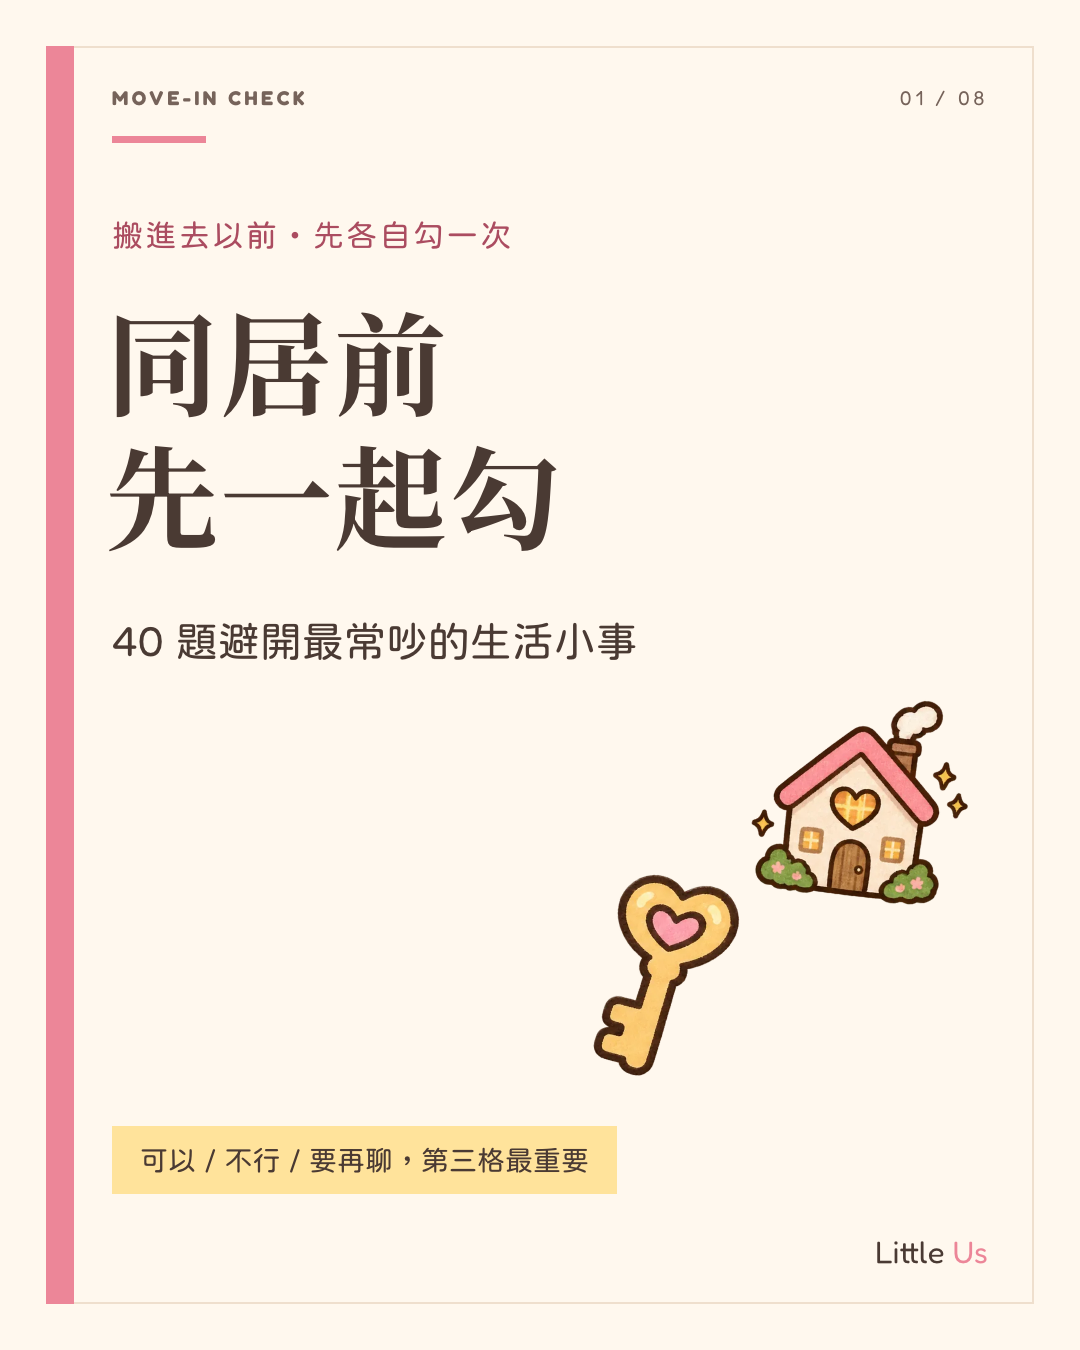 MOVE-IN CHECK
01 / 08
搬進去以前・先各自勾一次
同居前
先一起勾
40 題避開最常吵的生活小事
可以 / 不行 / 要再聊，第三格最重要
Little Us